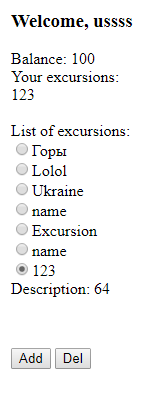 Welcome, ussss
Balance: 100
Your excursions:
123
List of excursions:
Горы
Lolol
Ukraine
name
Excursion
name
123
Description: 64
Add Del